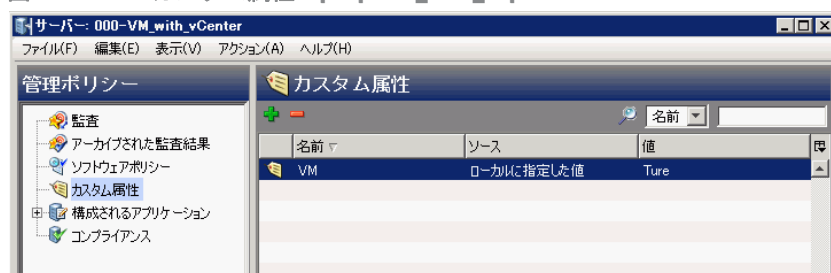 サーバー: 000-VM_with_vCenter
ファイル(F) 編集(E) 表示(V) アクション(A) ヘルプ(H)
管理ポリシー
カスタム属性
名前
監査
アーカイブされた監査結果
ソフトウェアポリシー
カスタム属性
構成されるアプリケーション
コンプライアンス
名前 ソース 値
VM ローカルに指定した値 Ture